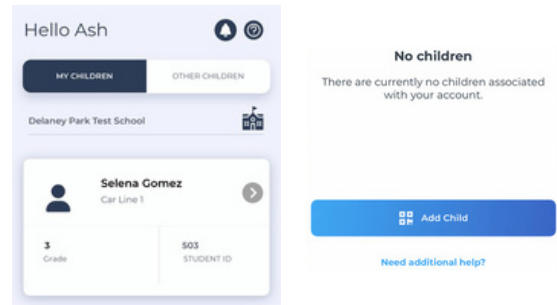 Hello Ash
MY CHILDREN
OTHER CHILDREN
Delaney Park Test School
Selena Gomez
Car Line 1
3
Grade
503
STUDENT ID
No children
There are currently no children associated
with your account.
Add Child
Need additional help?